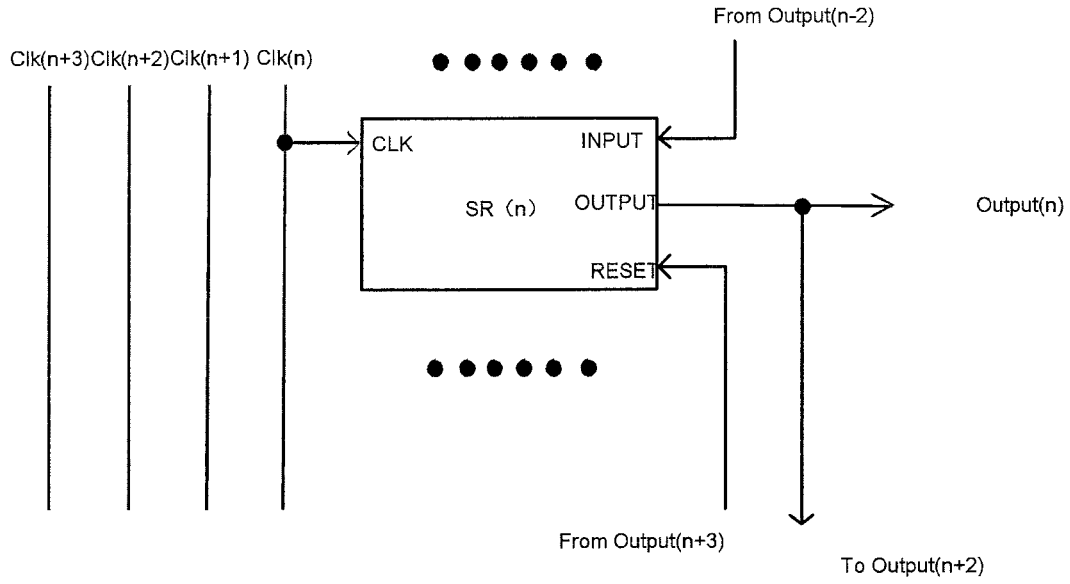 From Output(n-2)
Clk(n+3)Clk(n+2)Clk(n+1) Clk(n)
CLK
INPUT
SR（n）
OUTPUT
Output(n)
RESET
From Output(n+3)
To Output(n+2)